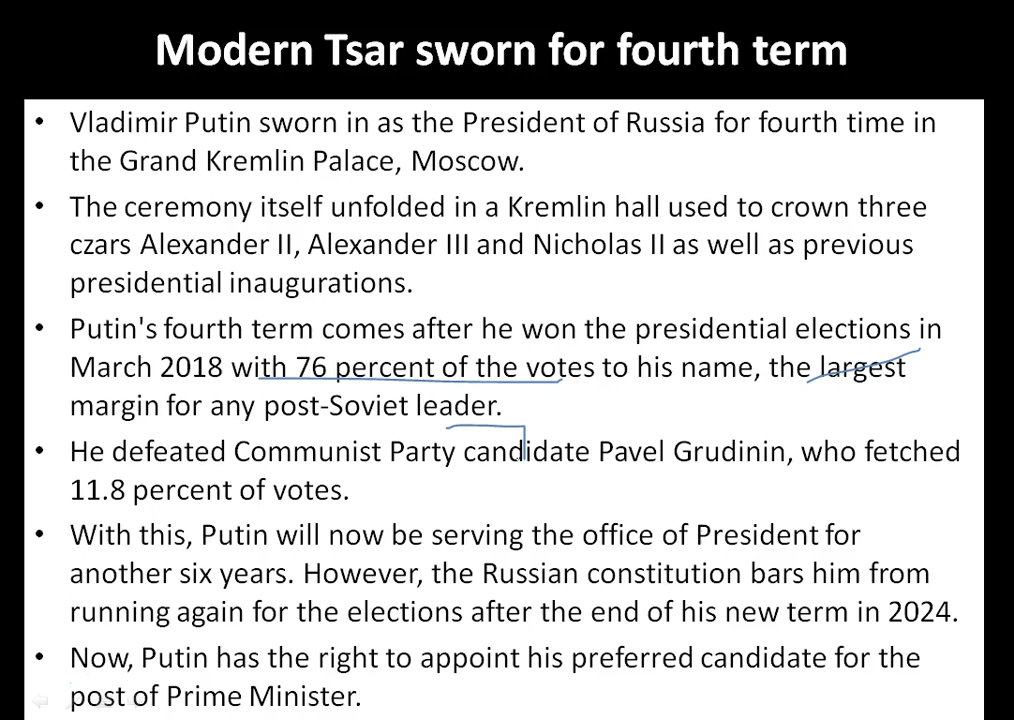 Modern Tsar sworn for fourth term
• Vladimir Putin sworn in as the President of Russia for fourth time in
the Grand Kremlin Palace, Moscow.
• The ceremony itself unfolded in a Kremlin hall used to crown three
czars Alexander II, Alexander III and Nicholas II as well as previous
presidential inaugurations.
• Putin's fourth term comes after he won the presidential elections in
March 2018 with 76 percent of the votes to his name, the largest
margin for any post-Soviet leader.
• He defeated Communist Party candidate Pavel Grudinin, who fetched
11.8 percent of votes.
• With this, Putin will now be serving the office of President for
another six years. However, the Russian constitution bars him from
running again for the elections after the end of his new term in 2024.
• Now, Putin has the right to appoint his preferred candidate for the
post of Prime Minister.